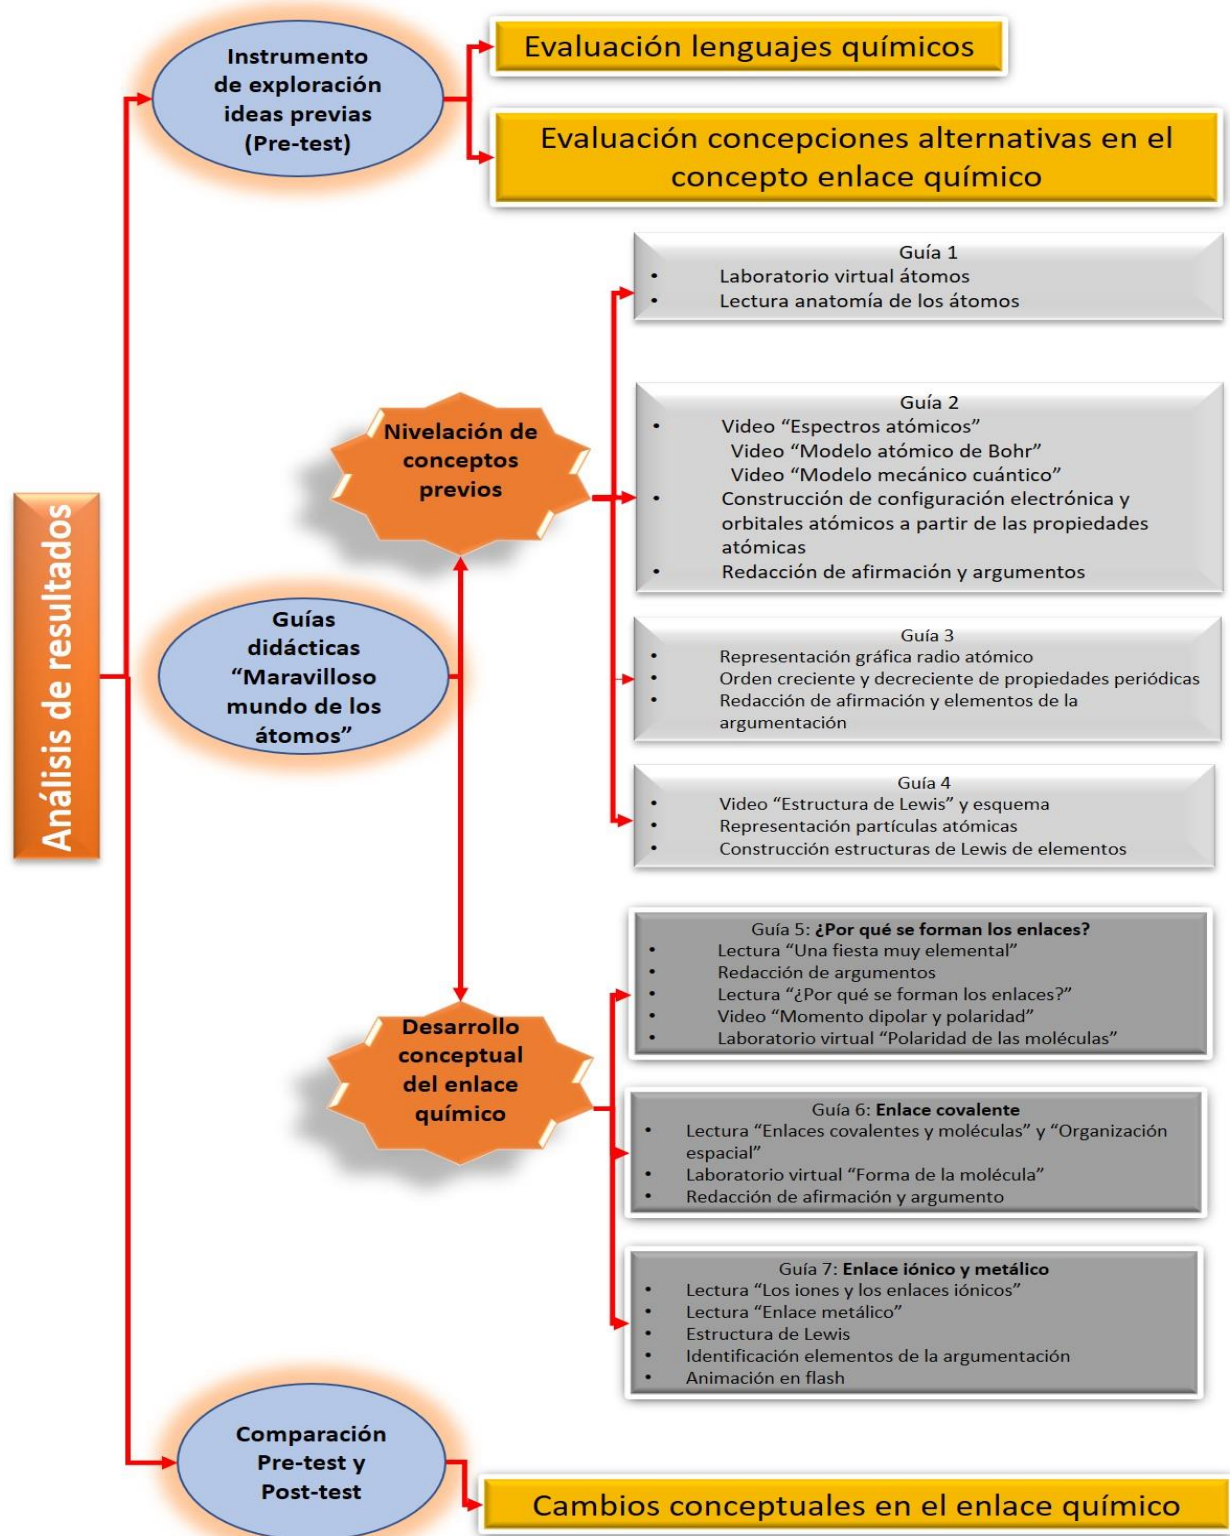 Análisis de resultados
Instrumento
de exploración
ideas previas
(Pre-test)
Evaluación lenguajes químicos
Evaluación concepciones alternativas en el
concepto enlace químico
Guías
didácticas
“Maravilloso
mundo de los
átomos”
Nivelación de
conceptos
previos
Guía 1
• Laboratorio virtual átomos
• Lectura anatomía de los átomos
Guía 2
• Video “Espectros atómicos”
Video “Modelo atómico de Bohr”
Video “Modelo mecánico cuántico”
• Construcción de configuración electrónica y
orbitales atómicos a partir de las propiedades
atómicas
• Redacción de afirmación y argumentos
Guía 3
• Representación gráfica radio atómico
• Orden creciente y decreciente de propiedades periódicas
• Redacción de afirmación y elementos de la
argumentación
Guía 4
• Video “Estructura de Lewis” y esquema
• Representación partículas atómicas
• Construcción estructuras de Lewis de elementos
Desarrollo
conceptual
del enlace
químico
Guía 5: ¿Por qué se forman los enlaces?
• Lectura “Una fiesta muy elemental”
• Redacción de argumentos
• Lectura “¿Por qué se forman los enlaces?”
• Video “Momento dipolar y polaridad”
• Laboratorio virtual “Polaridad de las moléculas”
Guía 6: Enlace covalente
• Lectura “Enlaces covalentes y moléculas” y “Organización
espacial”
• Laboratorio virtual “Forma de la molécula”
• Redacción de afirmación y argumento
Guía 7: Enlace iónico y metálico
• Lectura “Los iones y los enlaces iónicos”
• Lectura “Enlace metálico”
• Estructura de Lewis
• Identificación elementos de la argumentación
• Animación en flash
Comparación
Pre-test y
Post-test
Cambios conceptuales en el enlace químico